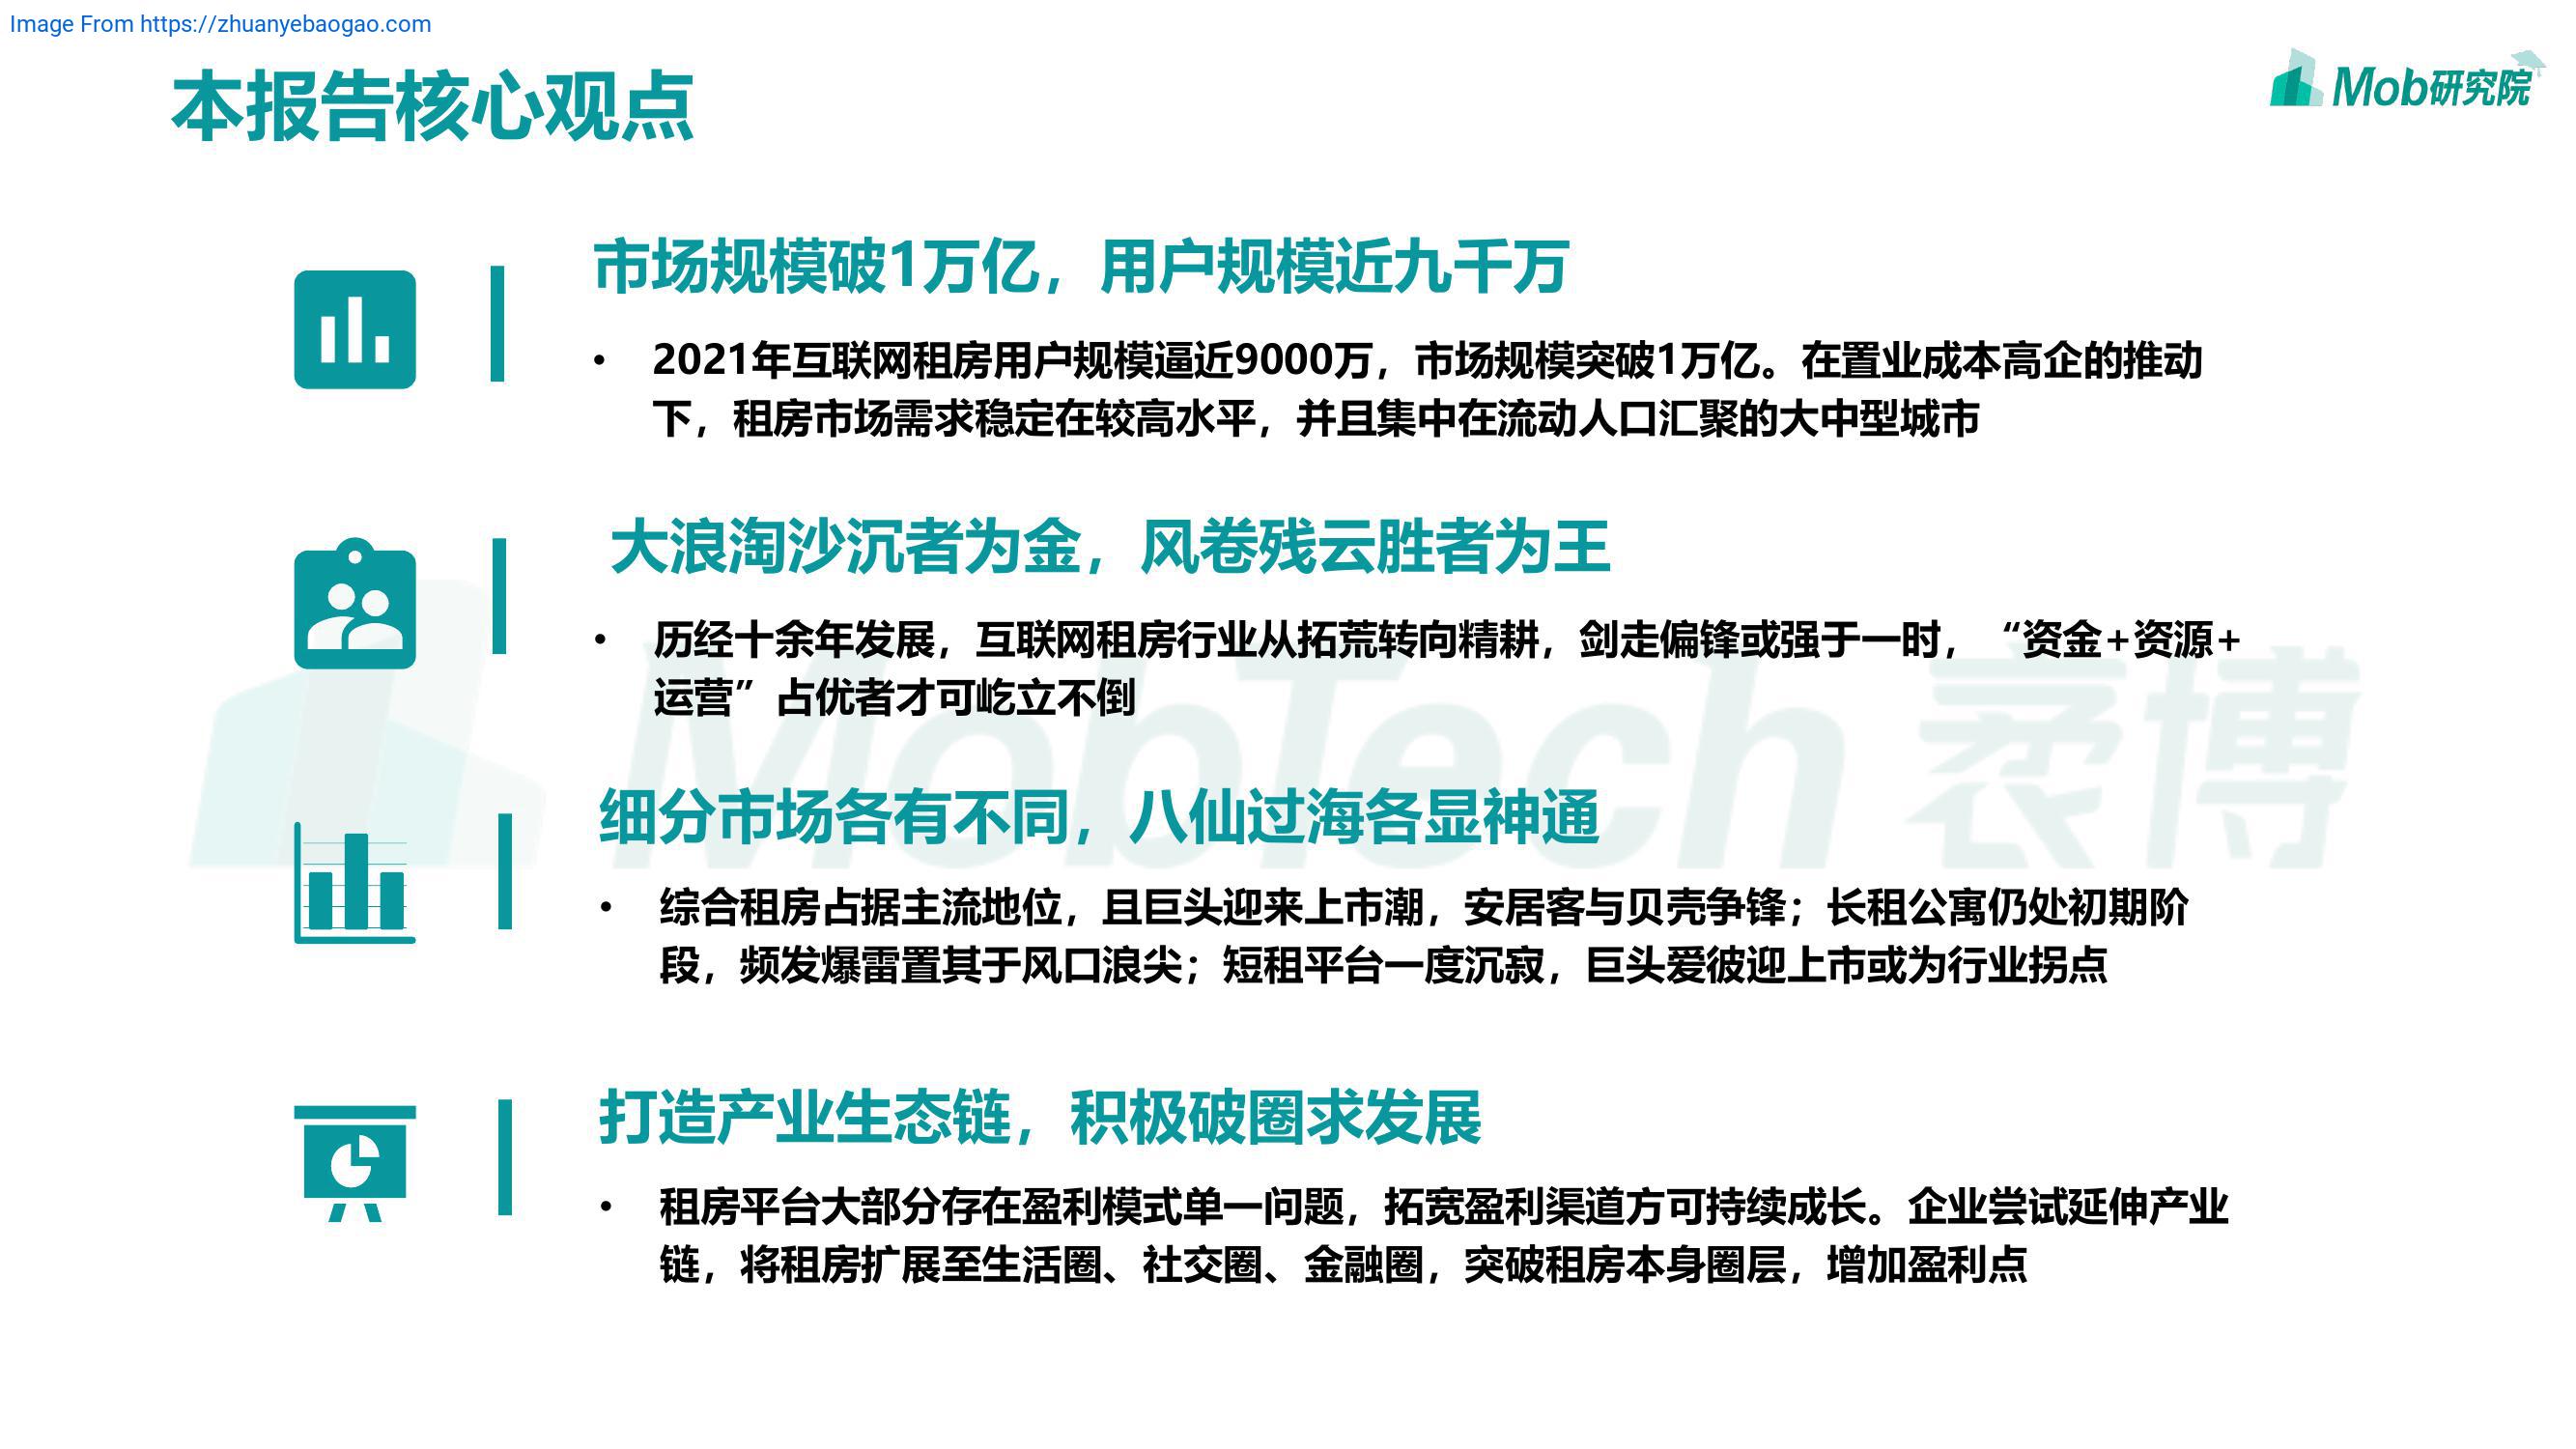 Image From https://zhuanyebaogao.com
本报告核心观点
Mob研究院
市场规模破1万亿，用户规模近九千万
• 2021年互联网租房用户规模逼近9000万，市场规模突破1万亿。在置业成本高企的推动
下，租房市场需求稳定在较高水平，并且集中在流动人口汇聚的大中型城市
大浪淘沙沉者为金，风卷残云胜者为王
• 历经十余年发展，互联网租房行业从拓荒转向精耕，剑走偏锋或强于一时，“资金+资源+
运营”占优者才可屹立不倒
MobTech 袤博
细分市场各有不同，八仙过海各显神通
• 综合租房占据主流地位，且巨头迎来上市潮，安居客与贝壳争锋；长租公寓仍处初期阶
段，频发爆雷置其于风口浪尖；短租平台一度沉寂，巨头爱彼迎上市或为行业拐点
打造产业生态链，积极破圈求发展
• 租房平台大部分存在盈利模式单一问题，拓宽盈利渠道方可持续成长。企业尝试延伸产业
链，将租房扩展至生活圈、社交圈、金融圈，突破租房本身圈层，增加盈利点